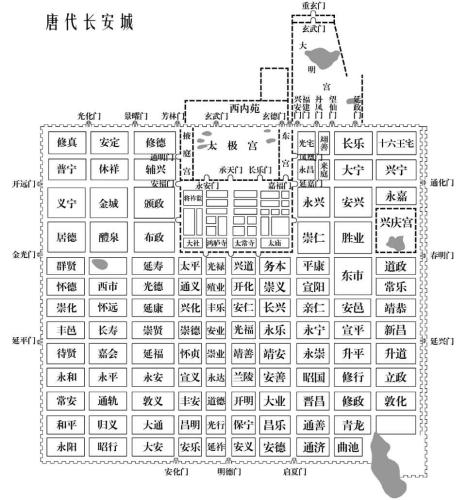 唐代长安城
重玄门
玄武门
大明宫
兴安门 福建门 丹凤门 望仙门 延政门
西内苑
光化门 景曜门 芳林门 玄武门 玄德门
修真 安定 修德 掖庭宫 太极宫 东宫 光宅 翊善 长乐 十六王宅
通明门 凤凰
普宁 休祥 辅兴 承天门 长乐门 永昌 来庭 大宁 兴宁
开远门 安福门 永安门 嘉福门 延嘉门 通化门
义宁 金城 颁政 将作监 永兴 安兴 永嘉
兴庆宫
居德 醴泉 布政 大社 鸿胪寺 太常寺 太庙 崇仁 胜业
金光门 春明门
群贤 延寿 太平 光禄 兴道 务本 平康 东市 道政
怀德 西市 光德 通义 殖业 开化 崇义 宣阳 常乐
崇化 怀远 延康 兴化 丰乐 安仁 长兴 亲仁 安邑 靖恭
延平门 丰邑 长寿 崇贤 崇德 安业 光福 永乐 永宁 宣平 新昌 延兴门
待贤 嘉会 延福 怀贞 崇业 靖善 靖安 永崇 升平 升道
永和 永平 永安 宣义 永达 兰陵 安善 昭国 修行 立政
常安 通轨 敦义 丰安 道德 开明 大业 晋昌 修政 敦化
和平 归义 大通 昌明 光行 保宁 昌乐 通善 青龙
永阳 昭行 大安 安乐 延祚 安义 安德 通济 曲池
安化门 明德门 启夏门